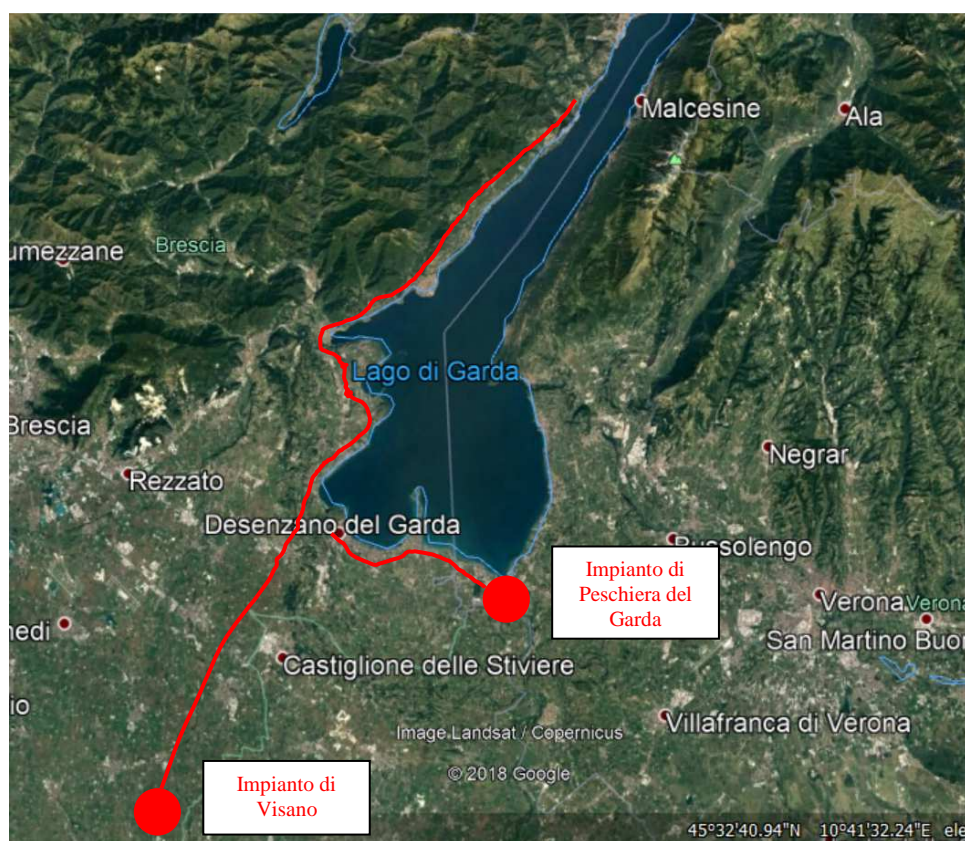 Malcesine
Ala
umezzane
Brescia
Lago di Garda
Brescia
Negrar
Rezzato
Desenzano del Garda
Bussolengo
Impianto di
Peschiera del
Garda
Verona
Verona
San Martino Buon
nedi
Castiglione delle Stiviere
io
Villafranca di Verona
Image Landsat / Copernicus
Impianto di
Visano
© 2018 Google
45°32'40.94"N 10°41'32.24"E ele